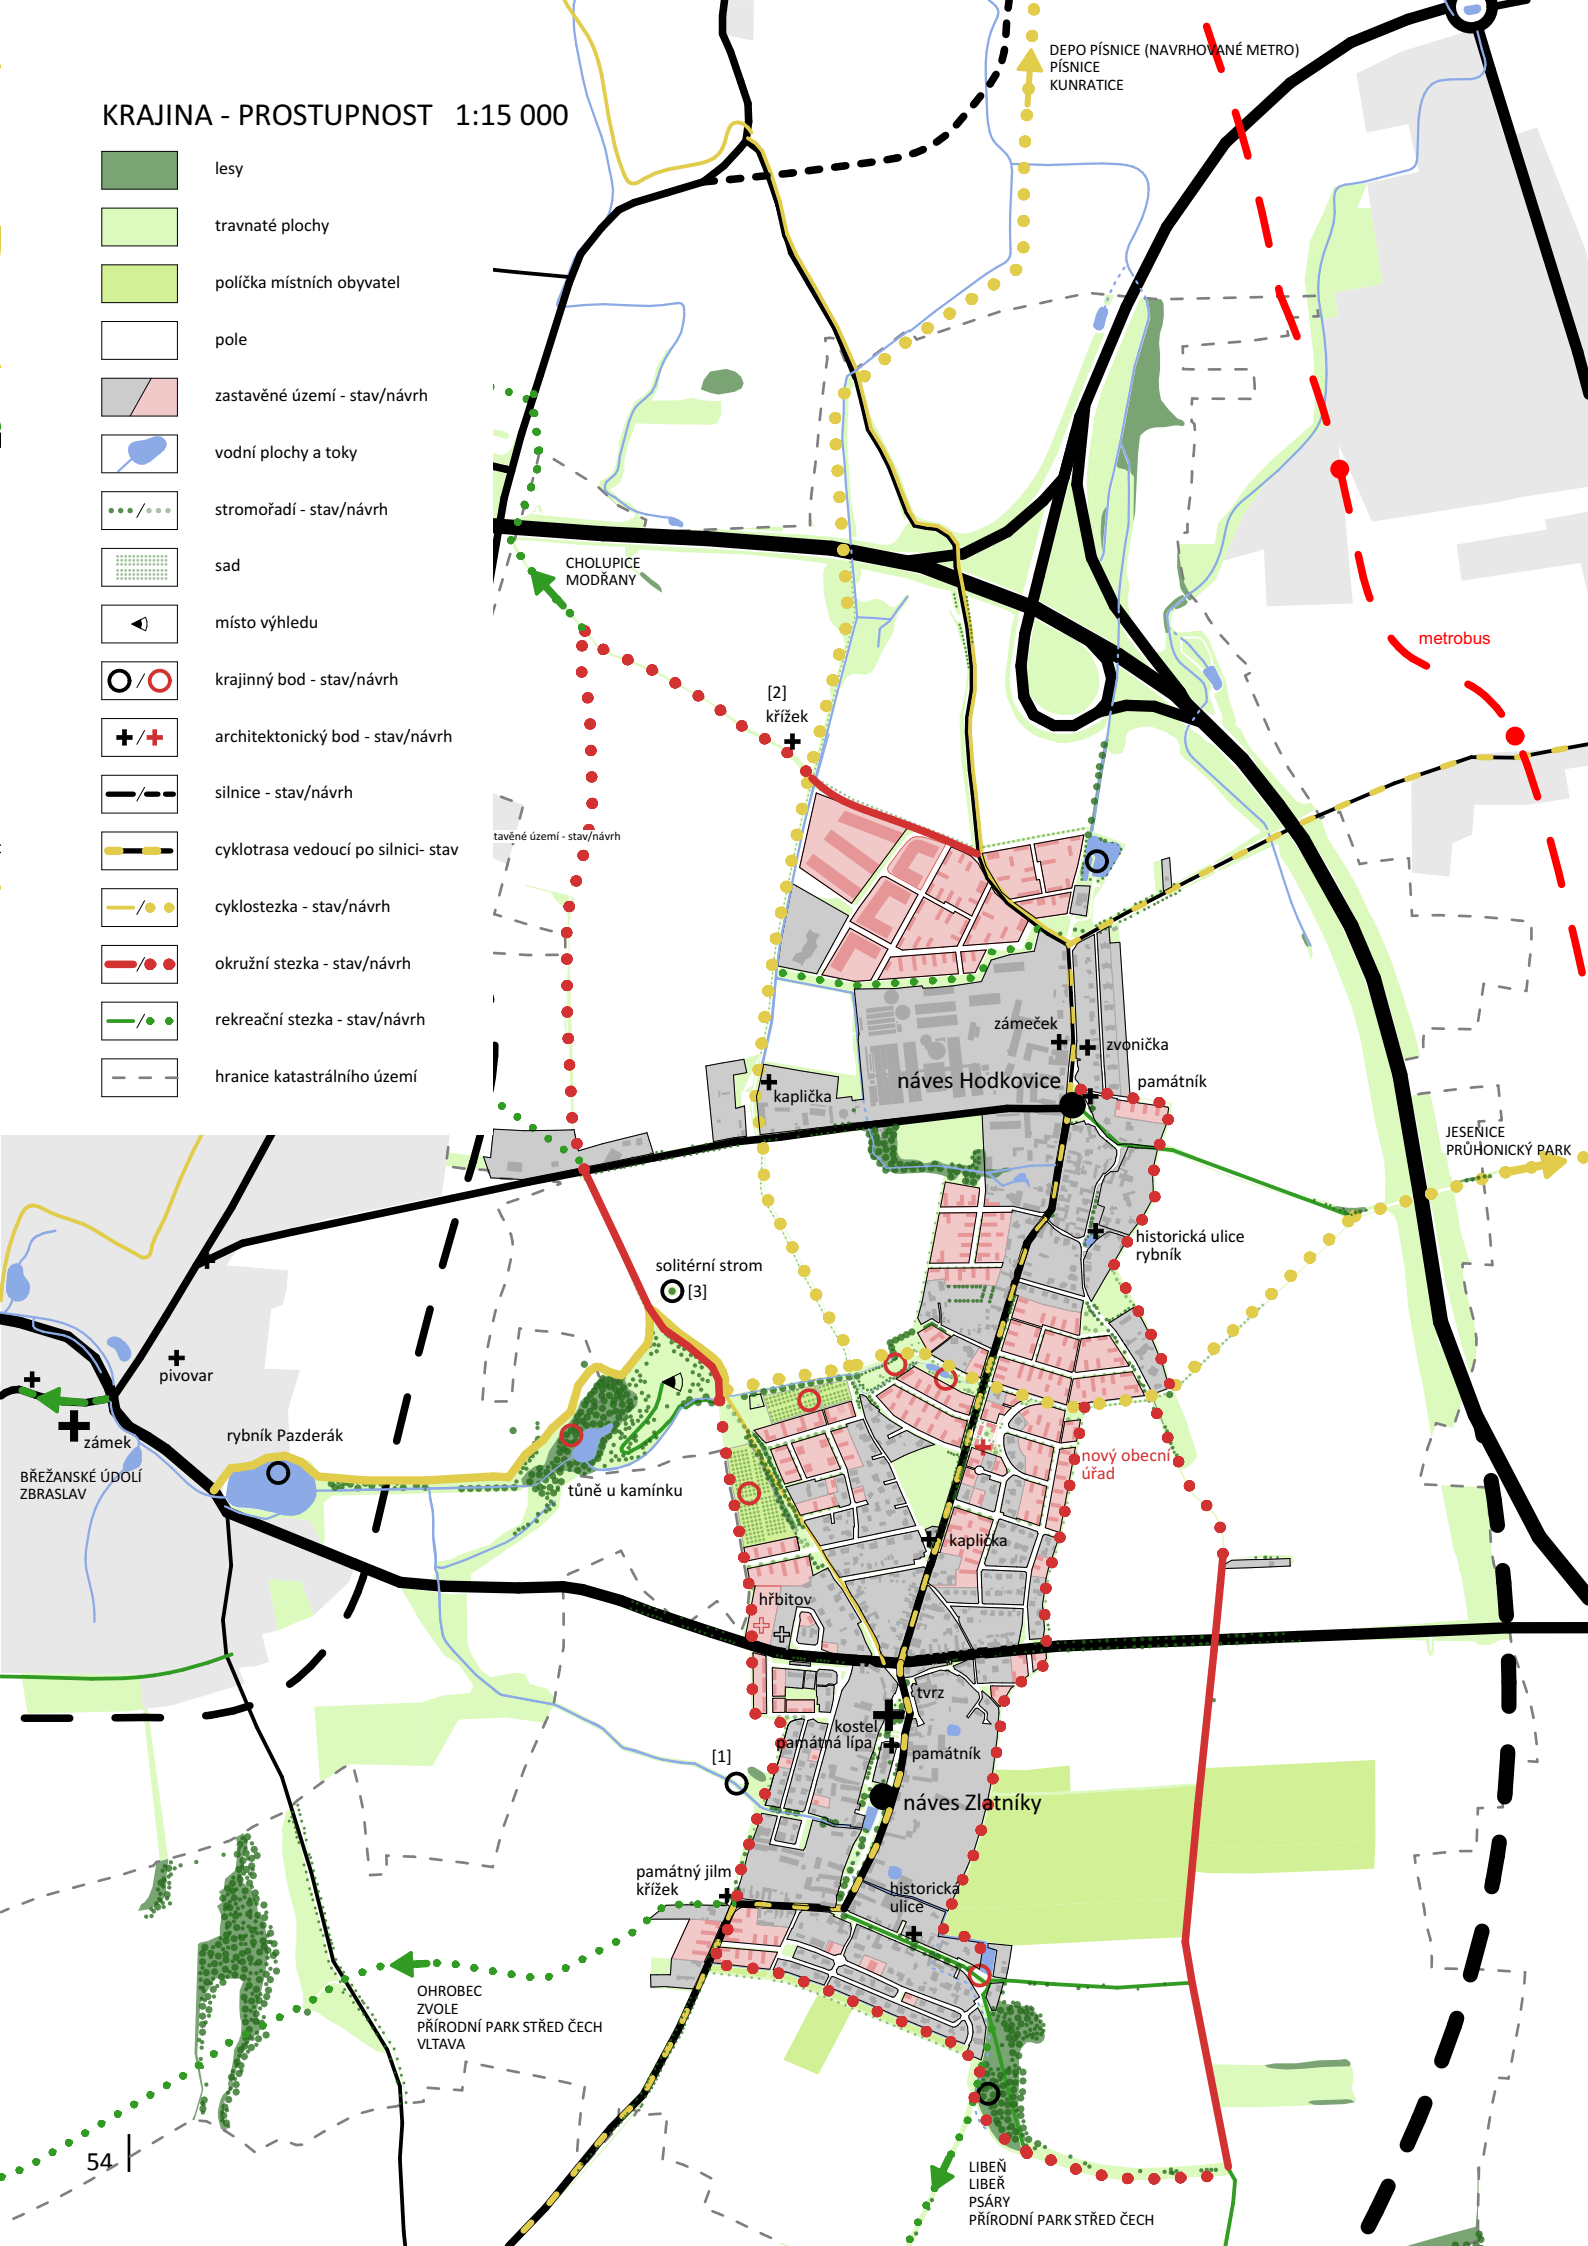 DEPO PÍSNICE (NAVRHOVANÉ METRO)
PÍSNICE
KUNRATICE
KRAJINA - PROSTUPNOST 1:15 000
lesy
travnaté plochy
políčka místních obyvatel
pole
zastavěné území - stav/návrh
vodní plochy a toky
stromořadí - stav/návrh
sad
místo výhledu
krajinný bod - stav/návrh
architektonický bod - stav/návrh
silnice - stav/návrh
cyklotrasa vedoucí po silnici- stav
cyklostezka - stav/návrh
okružní stezka - stav/návrh
rekreační stezka - stav/návrh
hranice katastrálního území
CHOLUPICE
MODŘANY
metrobus
[2]
křížek
tavěné území - stav/návrh
zámeček
zvonička
náves Hodkovice
památník
kaplička
JESENICE
PRŮHONICKÝ PARK
historická ulice
rybník
solitérní strom
[3]
pivovar
zámek
rybník Pazderák
BŘEŽANSKÉ ÚDOLÍ
ZBRASLAV
tůně u kamínku
nový obecní
úřad
kaplička
hřbitov
tvrz
kostel
památná lípa
památník
[1]
náves Zlatníky
památný jilm
křížek
historická
ulice
OHROBEC
ZVOLE
PŘÍRODNÍ PARK STŘED ČECH
VLTAVA
54
LIBEŇ
LIBEŘ
PSÁRY
PŘÍRODNÍ PARK STŘED ČECH